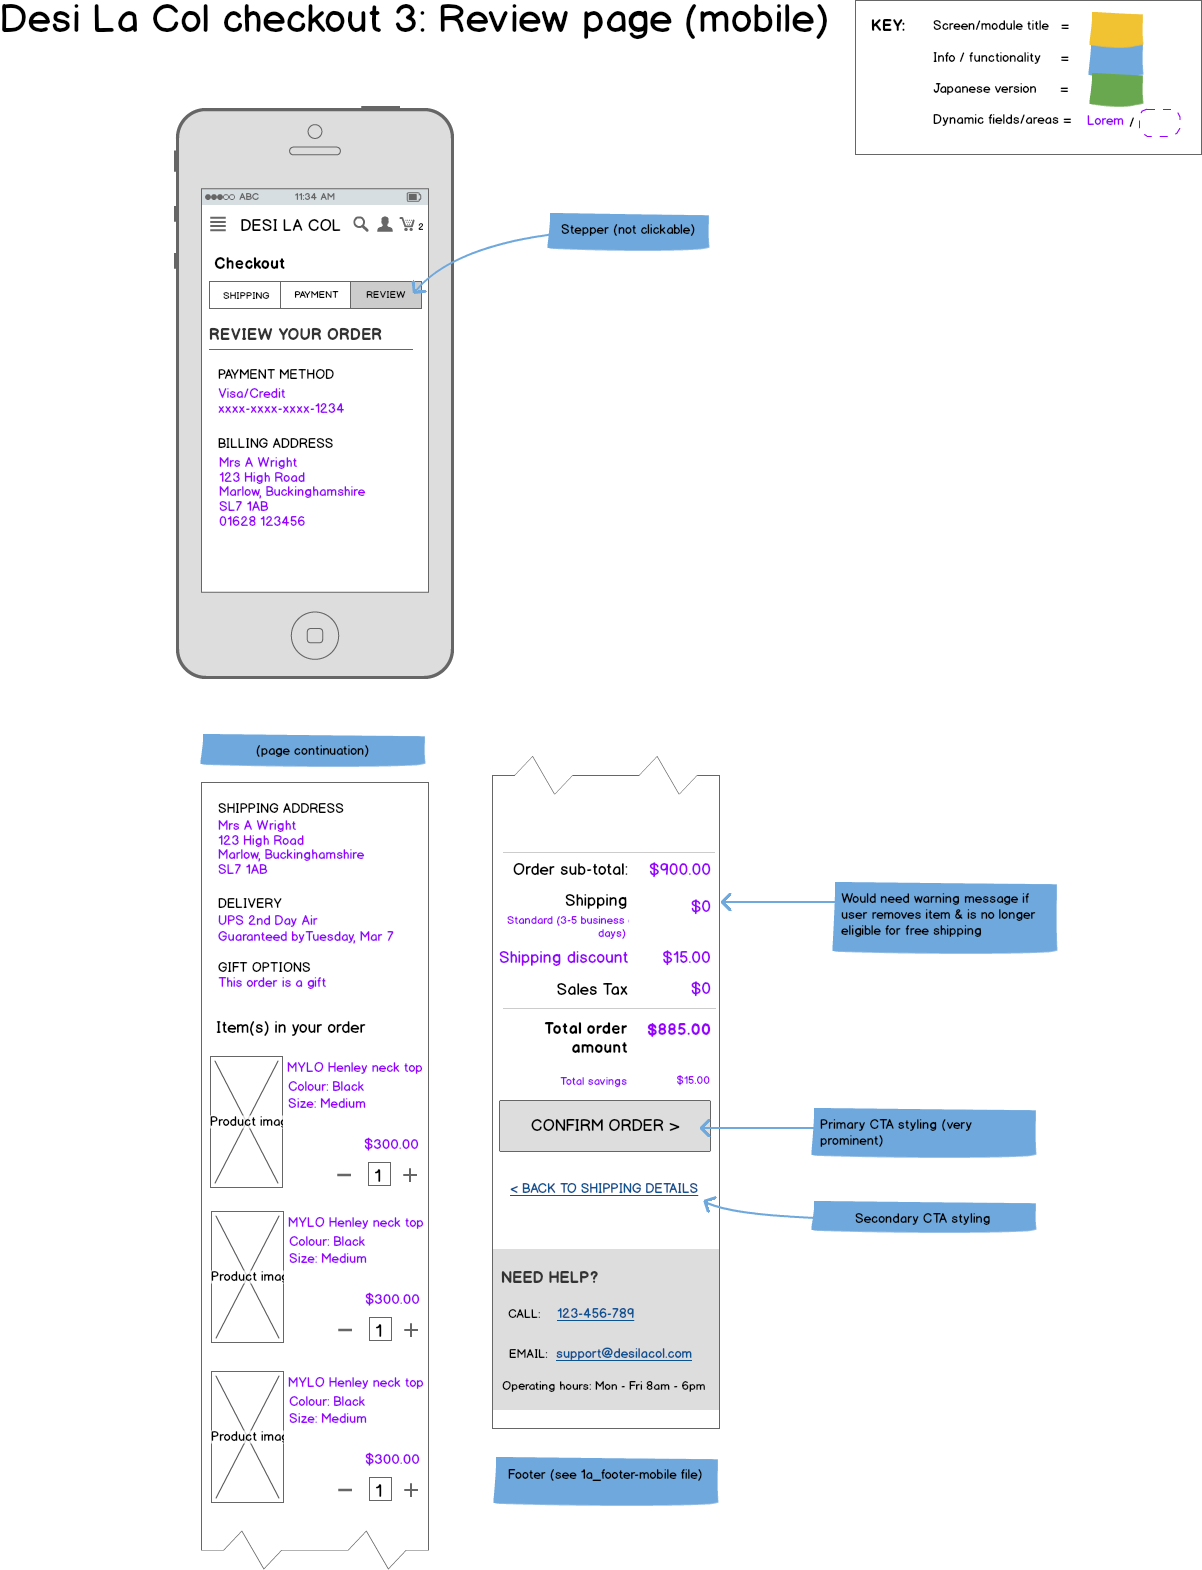 Desi La Col checkout 3: Review page (mobile)
KEY:
Screen/module title =
Info / functionality =
Japanese version =
Dynamic fields/areas = Lorem /
ABC 11:34 AM
DESI LA COL 2
Checkout
SHIPPING PAYMENT REVIEW
Stepper (not clickable)
REVIEW YOUR ORDER
PAYMENT METHOD
Visa/Credit
xxxx-xxxx-xxxx-1234
BILLING ADDRESS
Mrs A Wright
123 High Road
Marlow, Buckinghamshire
SL7 1AB
01628 123456
(page continuation)
SHIPPING ADDRESS
Mrs A Wright
123 High Road
Marlow, Buckinghamshire
SL7 1AB
DELIVERY
UPS 2nd Day Air
Guaranteed byTuesday, Mar 7
GIFT OPTIONS
This order is a gift
Item(s) in your order
MYLO Henley neck top
Colour: Black
Size: Medium
Product imag
$300.00
— 1 +
MYLO Henley neck top
Colour: Black
Size: Medium
Product imag
$300.00
— 1 +
MYLO Henley neck top
Colour: Black
Size: Medium
Product imag
$300.00
— 1 +
Order sub-total: $900.00
Shipping $0
Standard (3-5 business
days)
Shipping discount $15.00
Sales Tax $0
Total order $885.00
amount
Total savings $15.00
CONFIRM ORDER >
< BACK TO SHIPPING DETAILS
NEED HELP?
CALL: 123-456-789
EMAIL: support@desilacol.com
Operating hours: Mon - Fri 8am - 6pm
Footer (see 1a_footer-mobile file)
Would need warning message if
user removes item & is no longer
eligible for free shipping
Primary CTA styling (very
prominent)
Secondary CTA styling